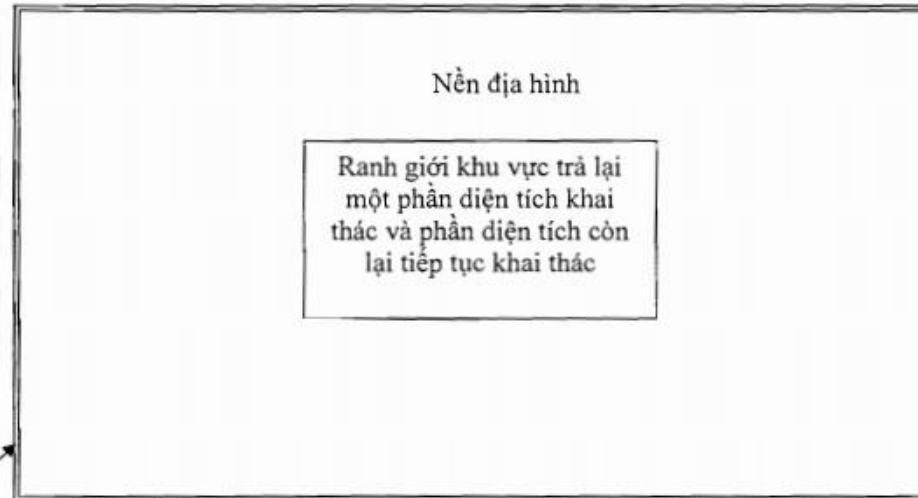 Nền địa hình
Ranh giới khu vực trả lại
một phần diện tích khai
thác và phần diện tích còn
lại tiếp tục khai thác